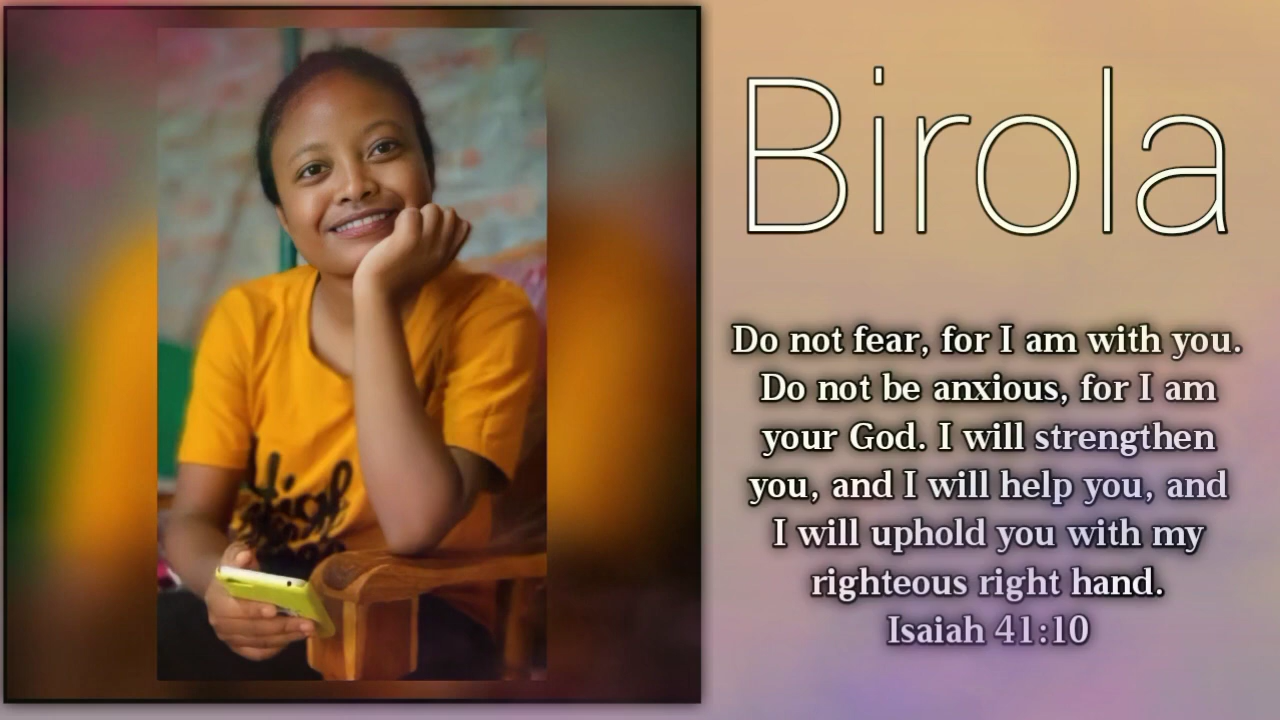 Birola
Do not fear, for I am with you.
Do not be anxious, for I am
your God. I will strengthen
you, and I will help you, and
I will uphold you with my
righteous right hand.
Isaiah 41:10
High